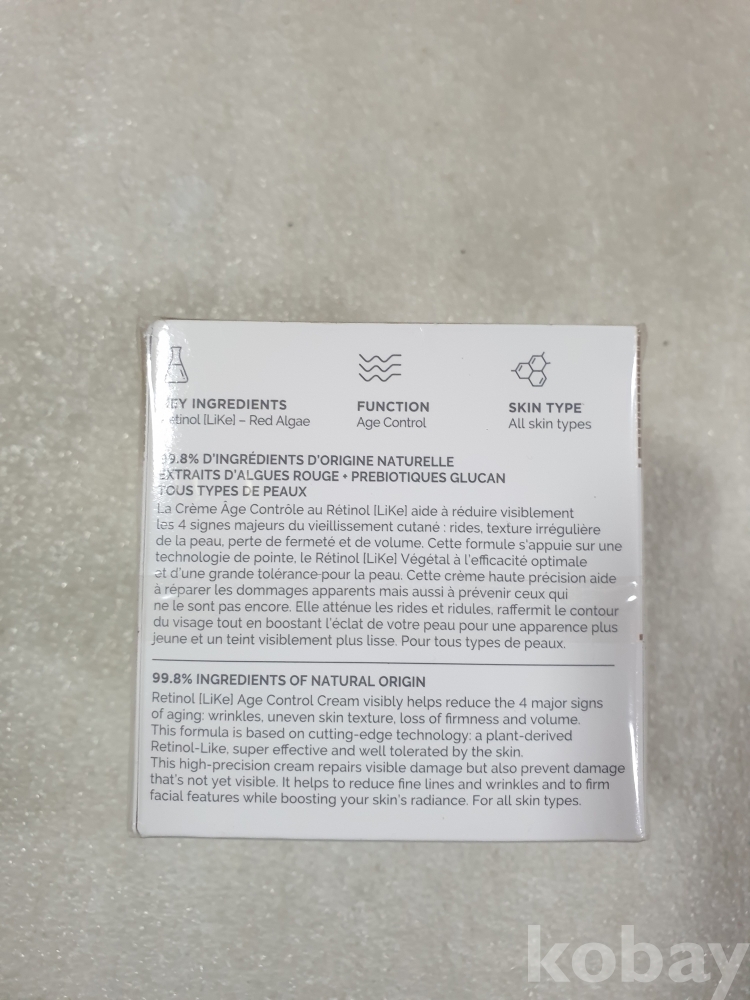 KEY INGREDIENTS
Retinol [LiKe] – Red Algae
FUNCTION
Age Control
SKIN TYPE
All skin types
99.8% D'INGRÉDIENTS D'ORIGINE NATURELLE
EXTRAITS D'ALGUES ROUGE + PREBIOTIQUES GLUCAN
TOUS TYPES DE PEAUX
La Crème Âge Contrôle au Rétinol [LiKe] aide à réduire visiblement
les 4 signes majeurs du vieillissement cutané : rides, texture irrégulière
de la peau, perte de fermeté et de volume. Cette formule s'appuie sur une
technologie de pointe, le Rétinol [LiKe] Végétal à l'efficacité optimale
et d'une grande tolérance pour la peau. Cette crème haute précision aide
à réparer les dommages apparents mais aussi à prévenir ceux qui
ne le sont pas encore. Elle atténue les rides et ridules, raffermit le contour
du visage tout en boostant l'éclat de votre peau pour une apparence plus
jeune et un teint visiblement plus lisse. Pour tous types de peaux.
99.8% INGREDIENTS OF NATURAL ORIGIN
Retinol [LiKe] Age Control Cream visibly helps reduce the 4 major signs
of aging: wrinkles, uneven skin texture, loss of firmness and volume.
This formula is based on cutting-edge technology: a plant-derived
Retinol-Like, super effective and well tolerated by the skin.
This high-precision cream repairs visible damage but also prevent damage
that's not yet visible. It helps to reduce fine lines and wrinkles and to firm
facial features while boosting your skin's radiance. For all skin types.
kobay